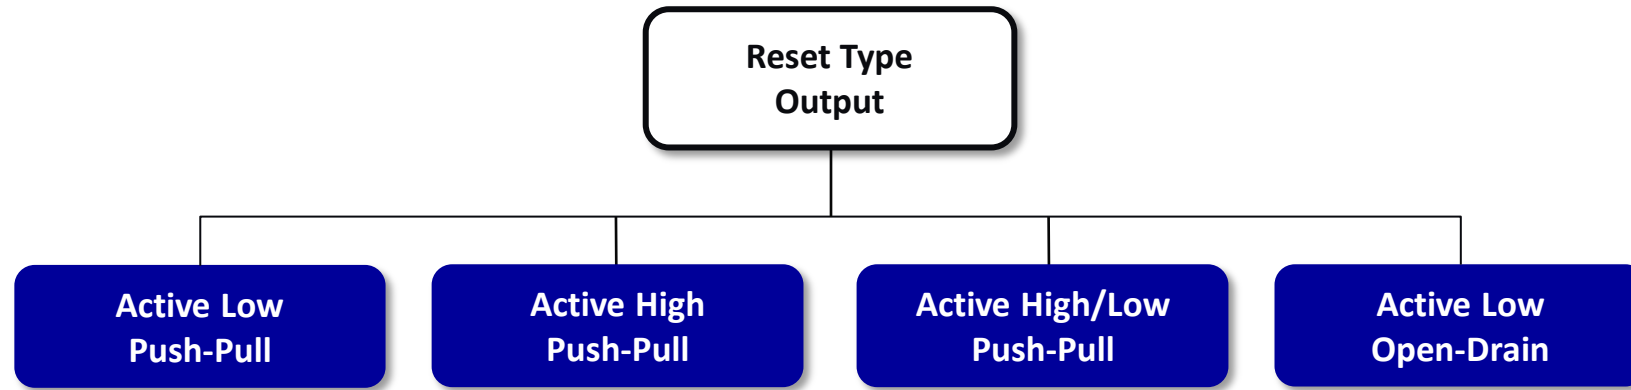 Reset Type
Output
Active Low
Push-Pull
Active High
Push-Pull
Active High/Low
Push-Pull
Active Low
Open-Drain